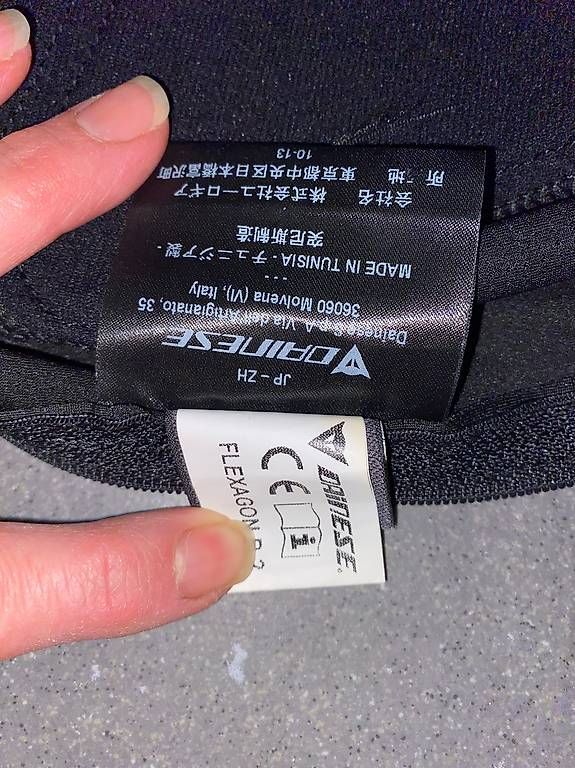 JP - ZH
DAINESE
Dainese S.p.A. Via dell'Artigianato, 35
36060 Molvena (VI), Italy
---
MADE IN TUNISIA - チュニジア製 -
突尼斯制造
会社名 株式会社ユーロギア
所 地 東京都中央区日本橋富沢町
10-13
DAINESE
CE
i
FLEXAGON